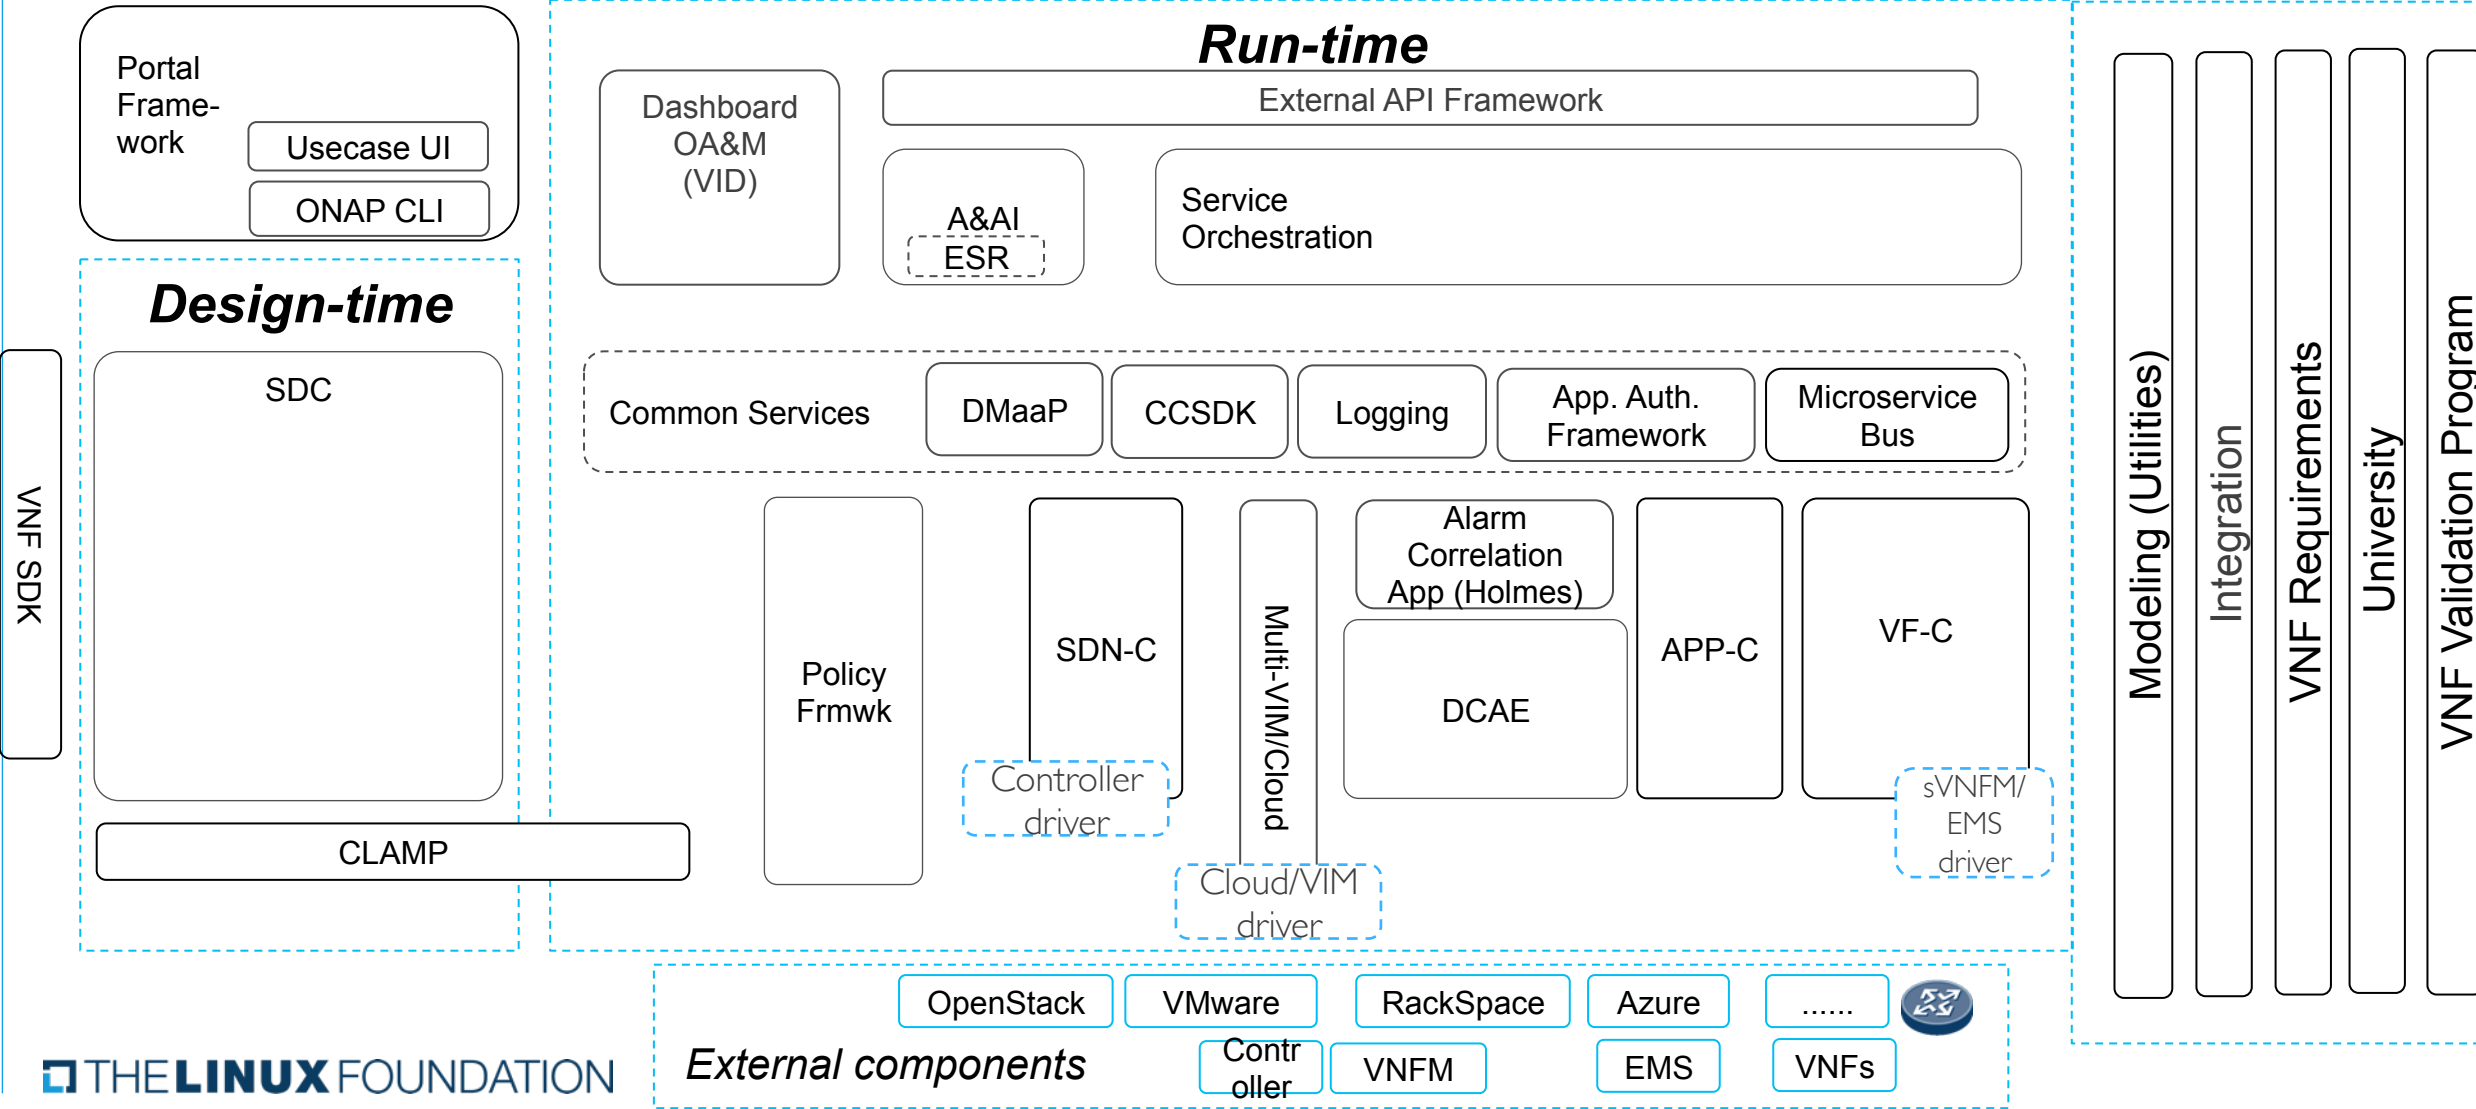 Portal
Frame-
work
Usecase UI
ONAP CLI
Design-time
SDC
VNF SDK
CLAMP
Run-time
Dashboard
OA&M
(VID)
External API Framework
A&AI
ESR
Service
Orchestration
Common Services
DMaaP
CCSDK
Logging
App. Auth.
Framework
Microservice
Bus
Policy
Frmwk
SDN-C
Controller
driver
Multi-VIM/Cloud
Cloud/VIM
driver
Alarm
Correlation
App (Holmes)
DCAE
APP-C
VF-C
sVNFM/
EMS
driver
Modeling (Utilities)
Integration
VNF Requirements
University
VNF Validation Program
External components
OpenStack
VMware
RackSpace
Azure
......
Contr
oller
VNFM
EMS
VNFs
THE LINUX FOUNDATION